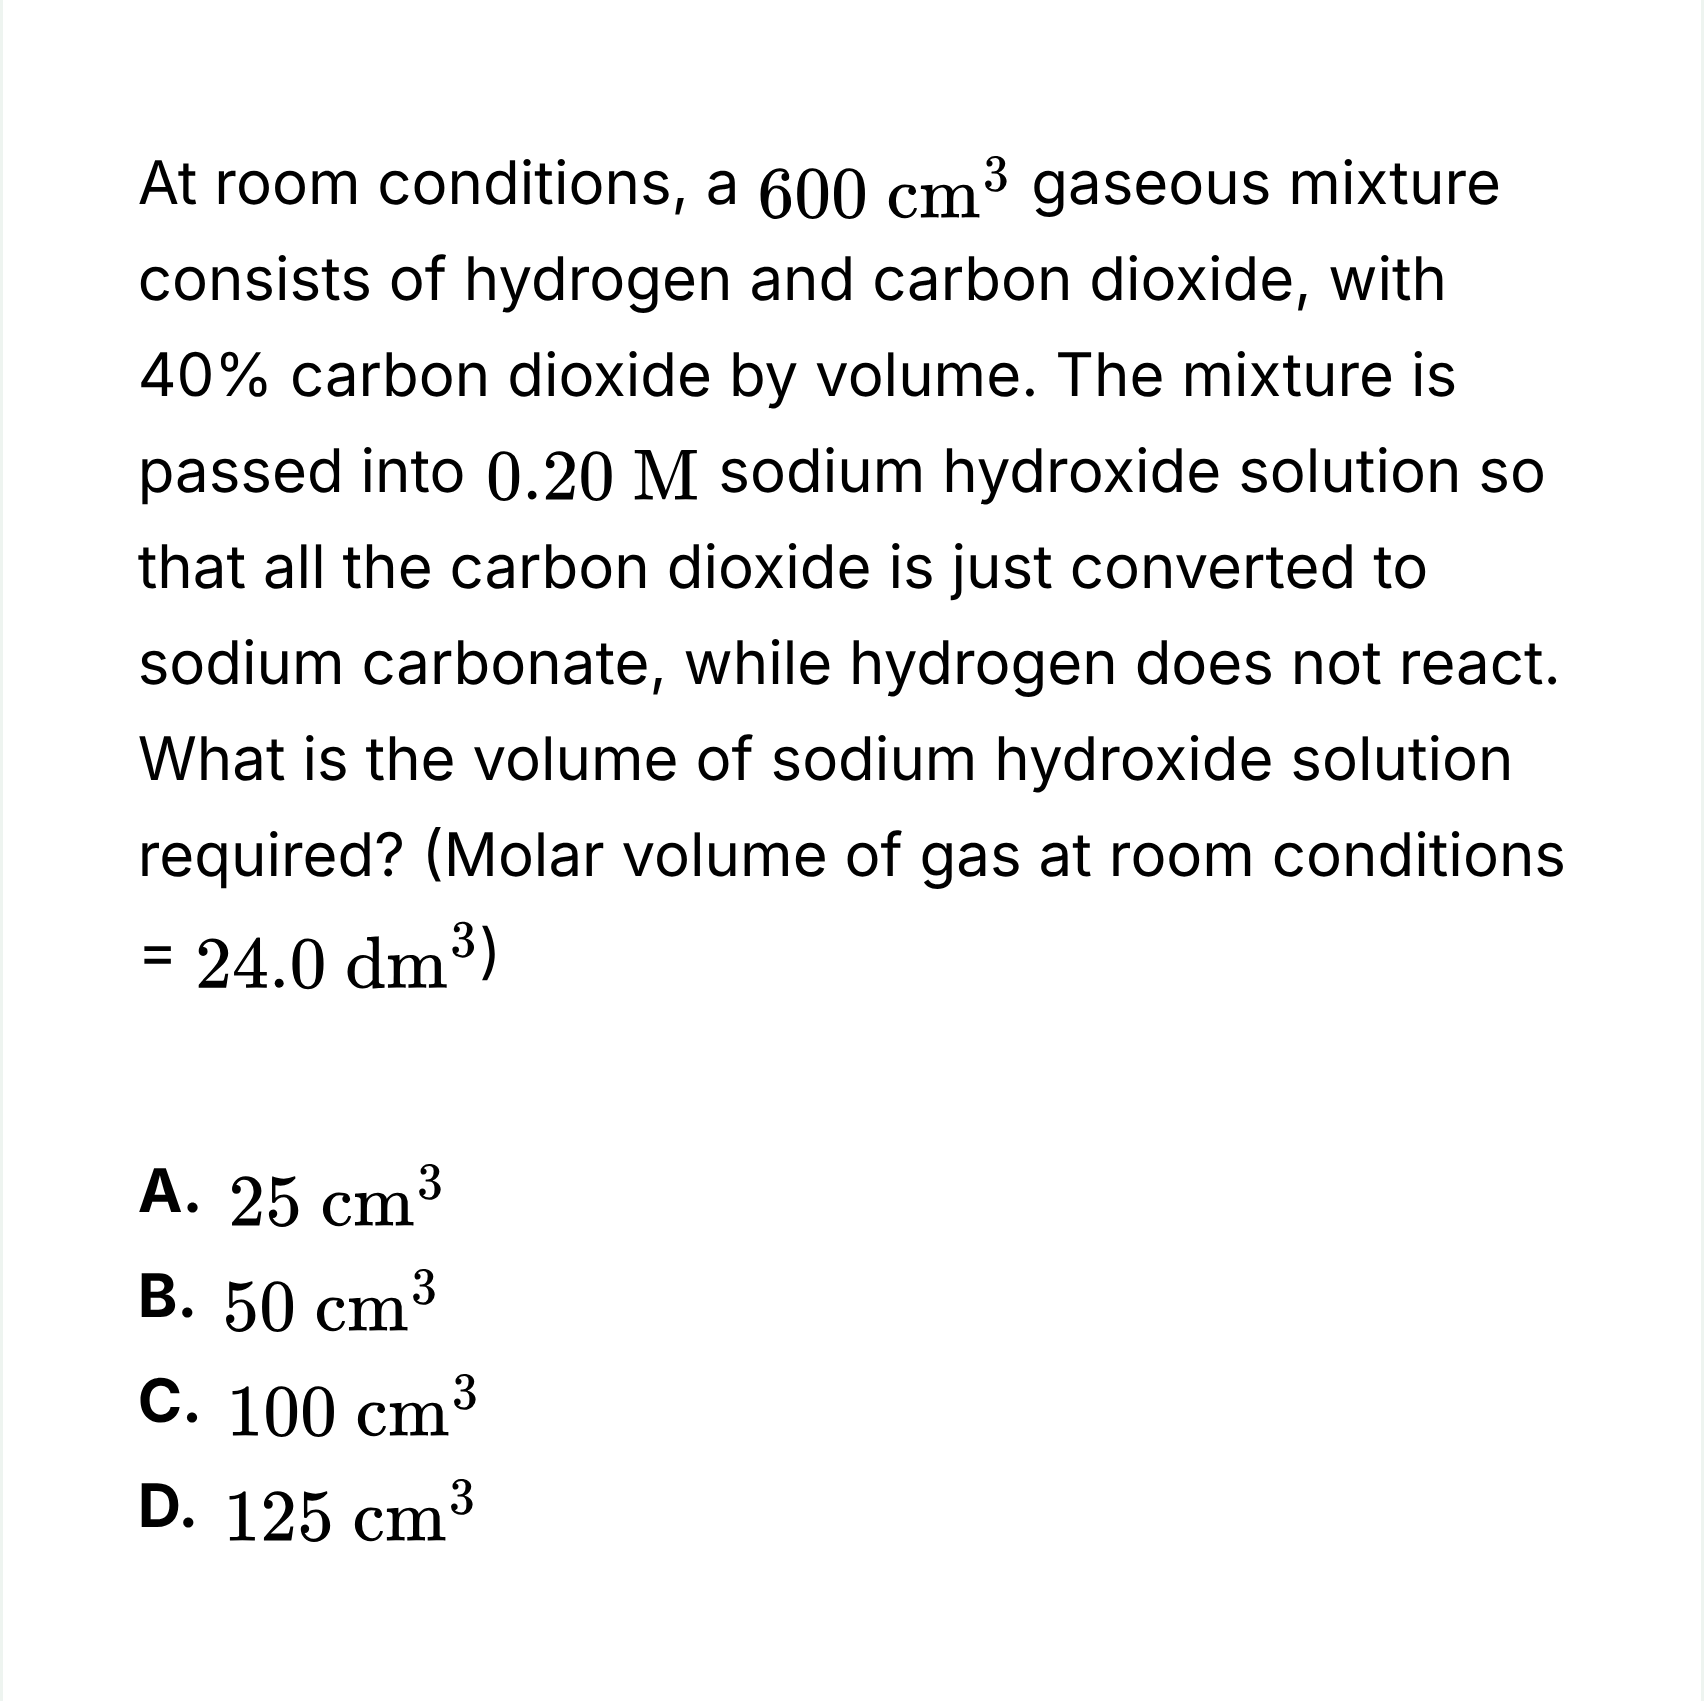 At room conditions, a 600 cm³ gaseous mixture
consists of hydrogen and carbon dioxide, with
40% carbon dioxide by volume. The mixture is
passed into 0.20 M sodium hydroxide solution so
that all the carbon dioxide is just converted to
sodium carbonate, while hydrogen does not react.
What is the volume of sodium hydroxide solution
required? (Molar volume of gas at room conditions
= 24.0 dm³)
A. 25 cm³
B. 50 cm³
C. 100 cm³
D. 125 cm³